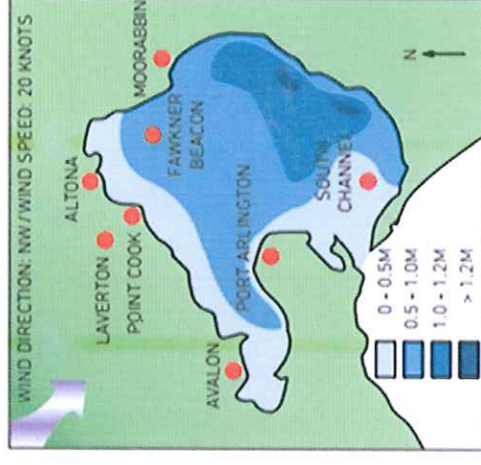 WIND DIRECTION: NW/WIND SPEED: 20 KNOTS
ALTONA
LAVERTON
POINT COOK
MOORABBIN
FAWKNER
BEACON
AVALON
PORT ARLINGTON
SOUTH
CHANNEL
N
0 - 0.5M
0.5 - 1.0M
1.0 - 1.2M
> 1.2M